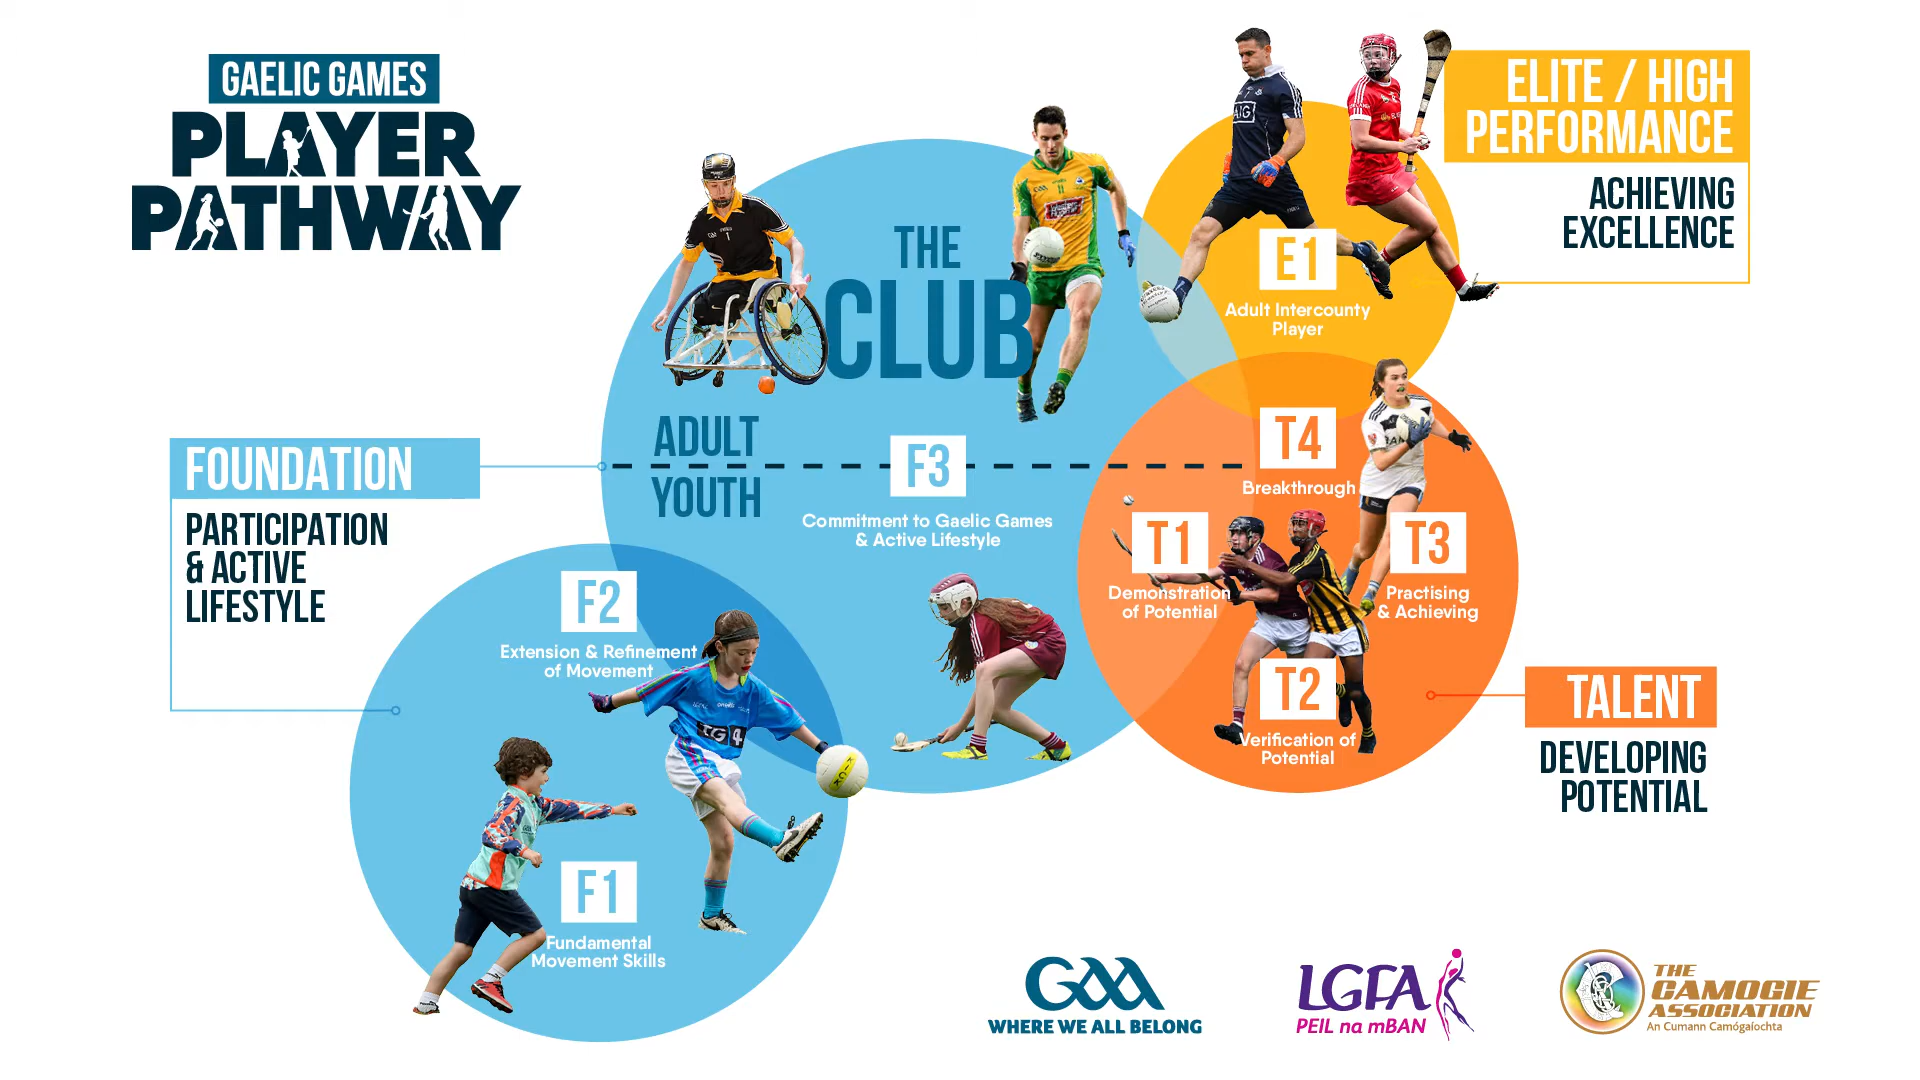 GAELIC GAMES
PLAYER
PATHWAY
ELITE / HIGH
PERFORMANCE
ACHIEVING
EXCELLENCE
THE
CLUB
E1
Adult Intercounty
Player
ADULT
YOUTH
F3
Commitment to Gaelic Games
& Active Lifestyle
T4
Breakthrough
T1
Demonstration
of Potential
T3
Practising
& Achieving
T2
Verification of
Potential
FOUNDATION
PARTICIPATION
& ACTIVE
LIFESTYLE
F2
Extension & Refinement
of Movement
F1
Fundamental
Movement Skills
TALENT
DEVELOPING
POTENTIAL
AIG
TG4
GAA
WHERE WE ALL BELONG
LGFA
PEIL na mBAN
THE
CAMOGIE
ASSOCIATION
An Cumann Camógaíochta